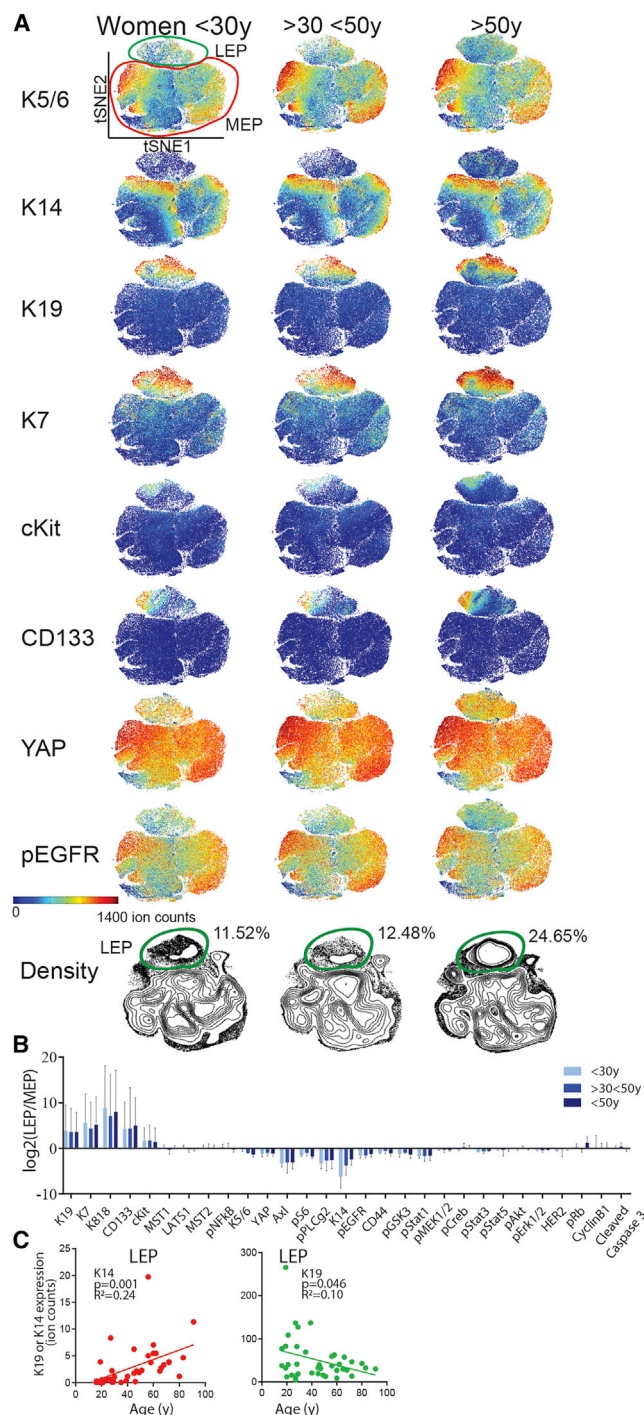 A
Women <30y >30 <50y >50y
LEP
K5/6
tSNE2
MEP
tSNE1
K14
K19
K7
cKit
CD133
YAP
pEGFR
0 1400 ion counts
LEP 11.52% 12.48% 24.65%
Density
B
log2(LEP/MEP)
20
10
0
-10
<30y
>30<50y
<50y
K19 K7 K818 CD133 cKit MST1 LATS1 MST2 pNFkB K5/6 YAP Axl pS6 pPLCg2 K14 pEGFR CD44 pGSK3 pStat1 pMEK1/2 pCreb pStat3 pStat5 pAkt pErk1/2 HER2 pRb CyclinB1 Cleaved Caspase 3
C
LEP LEP
K19 or K14 expression
(ion counts)
25
20
15
10
5
0
K14
p=0.001
R²=0.24
0 20 40 60 80 100
Age (y)
300
200
150
100
50
0
K19
p=0.046
R²=0.10
0 20 40 60 80 100
Age (y)